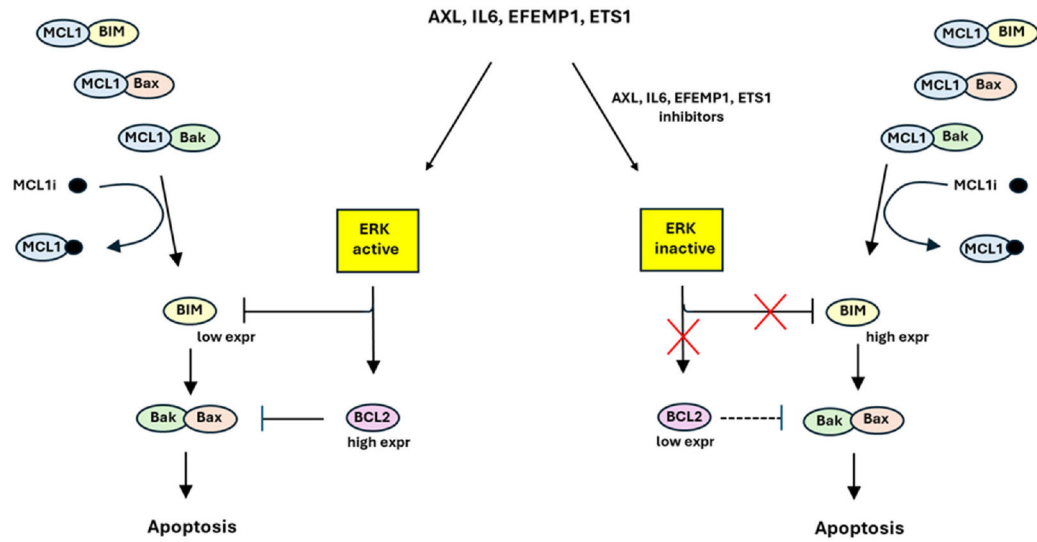 AXL, IL6, EFEMP1, ETS1
MCL1 BIM
MCL1 Bax
MCL1 Bak
MCL1i
MCL1
ERK
active
BIM
low expr
Bak Bax
BCL2
high expr
Apoptosis
AXL, IL6, EFEMP1, ETS1
inhibitors
MCL1 BIM
MCL1 Bax
MCL1 Bak
MCL1i
MCL1
ERK
inactive
BIM
high expr
BCL2
low expr
Bak Bax
Apoptosis